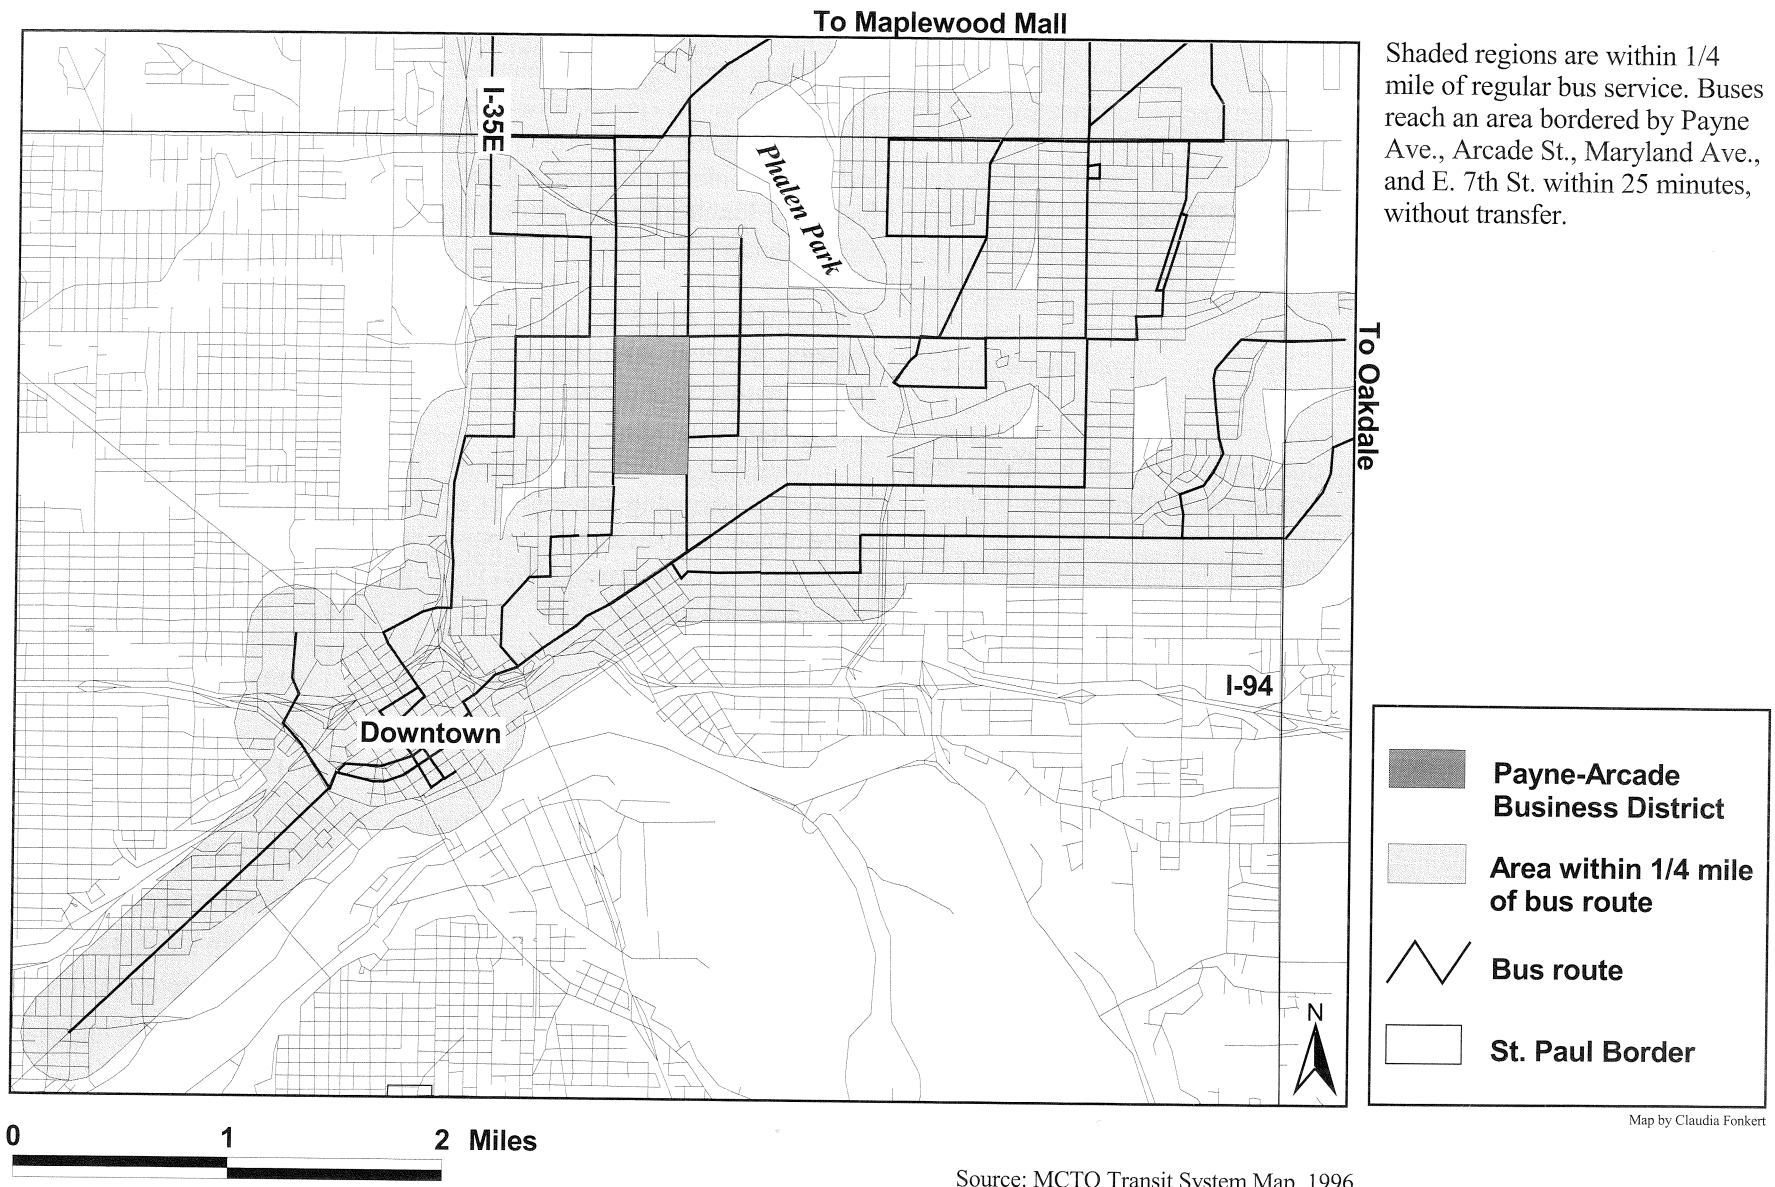 To Maplewood Mall
Shaded regions are within 1/4
mile of regular bus service. Buses
reach an area bordered by Payne
Ave., Arcade St., Maryland Ave.,
and E. 7th St. within 25 minutes,
without transfer.
I-35E
Phalen Park
To Oakdale
I-94
Downtown
Payne-Arcade
Business District
Area within 1/4 mile
of bus route
Bus route
St. Paul Border
N
Map by Claudia Fonkert
0 1 2 Miles
Source: MCTO Transit System Map, 1996